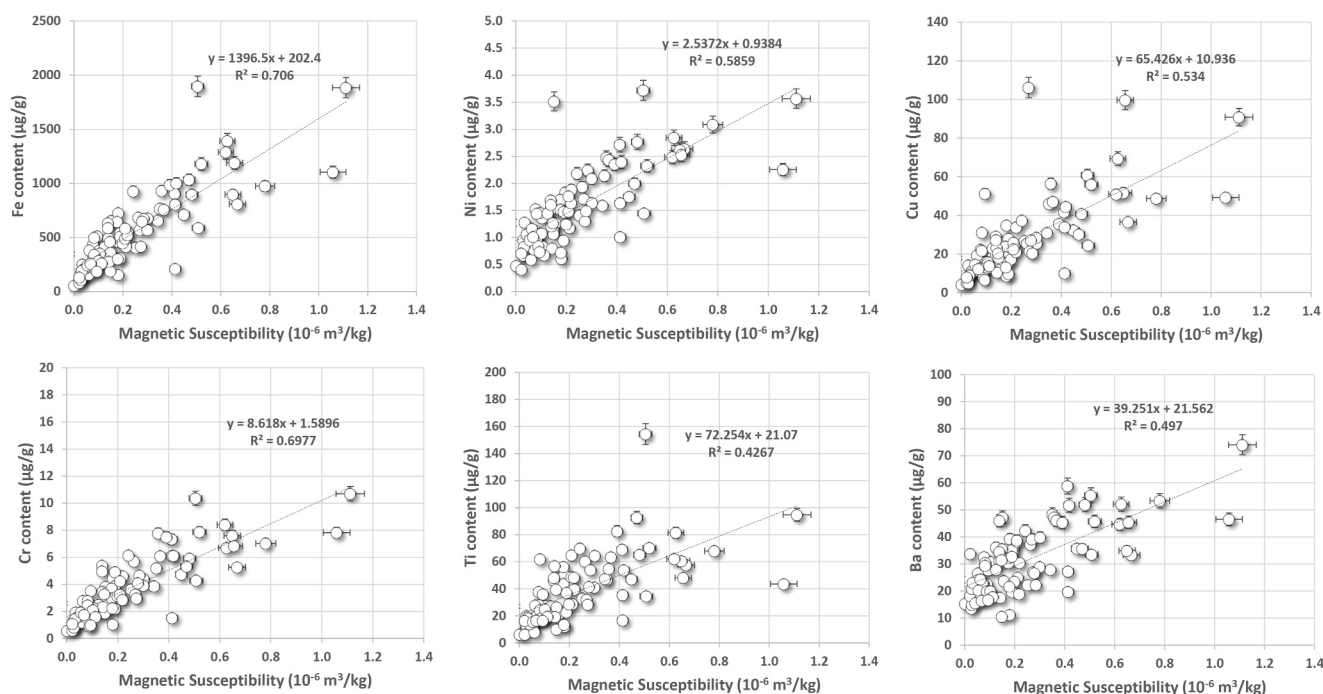 Fe content (µg/g)
2500
2000
1500
1000
500
0
y = 1396.5x + 202.4
R² = 0.706
0.0 0.2 0.4 0.6 0.8 1.0 1.2 1.4
Magnetic Susceptibility (10⁻⁶ m³/kg)
Ni content (µg/g)
5.0
4.5
4.0
3.5
3.0
2.5
2.0
1.5
1.0
0.5
0.0
y = 2.5372x + 0.9384
R² = 0.5859
0.0 0.2 0.4 0.6 0.8 1.0 1.2 1.4
Magnetic Susceptibility (10⁻⁶ m³/kg)
Cu content (µg/g)
140
120
100
80
60
40
20
0
y = 65.426x + 10.936
R² = 0.534
0.0 0.2 0.4 0.6 0.8 1.0 1.2 1.4
Magnetic Susceptibility (10⁻⁶ m³/kg)
Cr content (µg/g)
20
18
16
14
12
10
8
6
4
2
0
y = 8.618x + 1.5896
R² = 0.6977
0.0 0.2 0.4 0.6 0.8 1.0 1.2 1.4
Magnetic Susceptibility (10⁻⁶ m³/kg)
Ti content (µg/g)
200
180
160
140
120
100
80
60
40
20
0
y = 72.254x + 21.07
R² = 0.4267
0.0 0.2 0.4 0.6 0.8 1.0 1.2 1.4
Magnetic Susceptibility (10⁻⁶ m³/kg)
Ba content (µg/g)
100
90
80
70
60
50
40
30
20
10
0
y = 39.251x + 21.562
R² = 0.497
0.0 0.2 0.4 0.6 0.8 1.0 1.2 1.4
Magnetic Susceptibility (10⁻⁶ m³/kg)